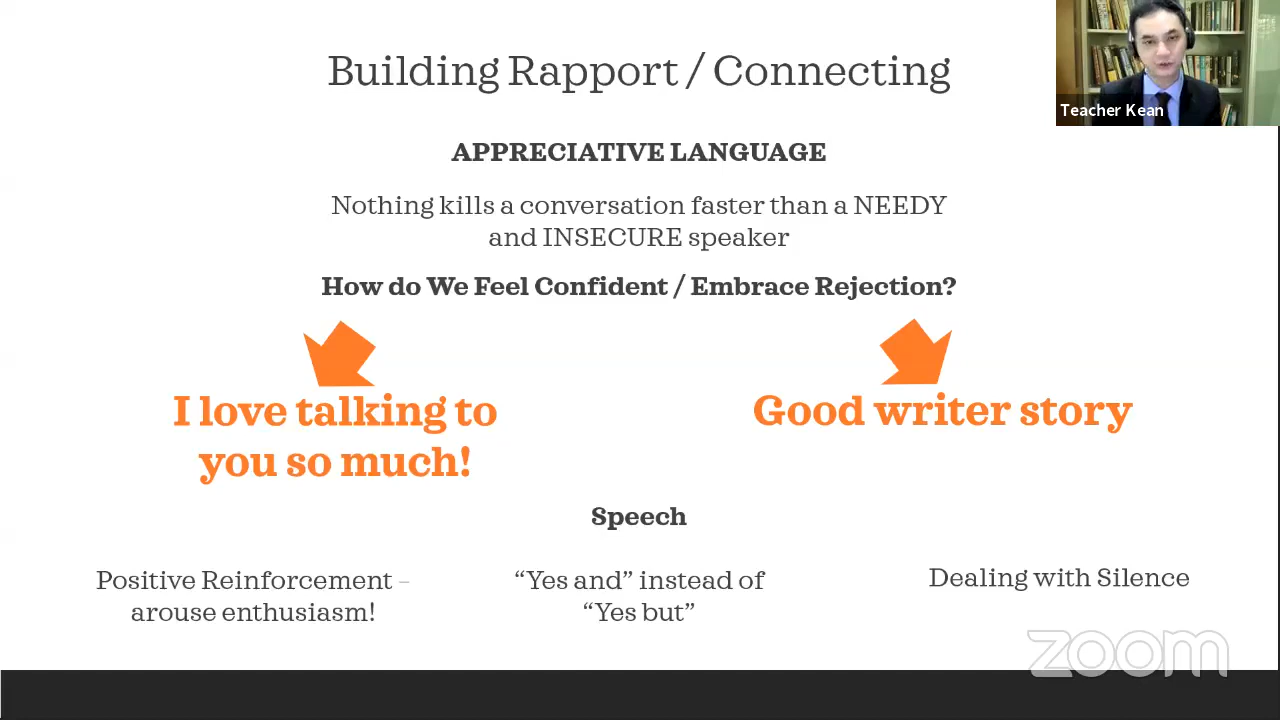 Building Rapport / Connecting
Teacher Kean
APPRECIATIVE LANGUAGE
Nothing kills a conversation faster than a NEEDY
and INSECURE speaker
How do We Feel Confident / Embrace Rejection?
I love talking to
you so much!
Good writer story
Speech
Positive Reinforcement –
arouse enthusiasm!
“Yes and” instead of
“Yes but”
Dealing with Silence
zoom